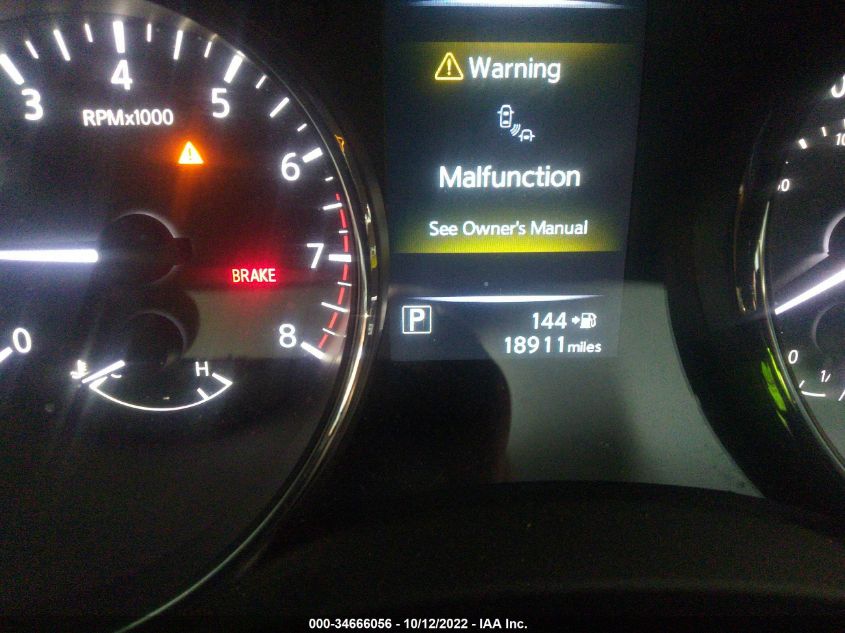 3
4
5
6
7
8
0
RPMx1000
BRAKE
H
Warning
Malfunction
See Owner's Manual
P
144
18911 miles
0
000-34666056 - 10/12/2022 - IAA Inc.